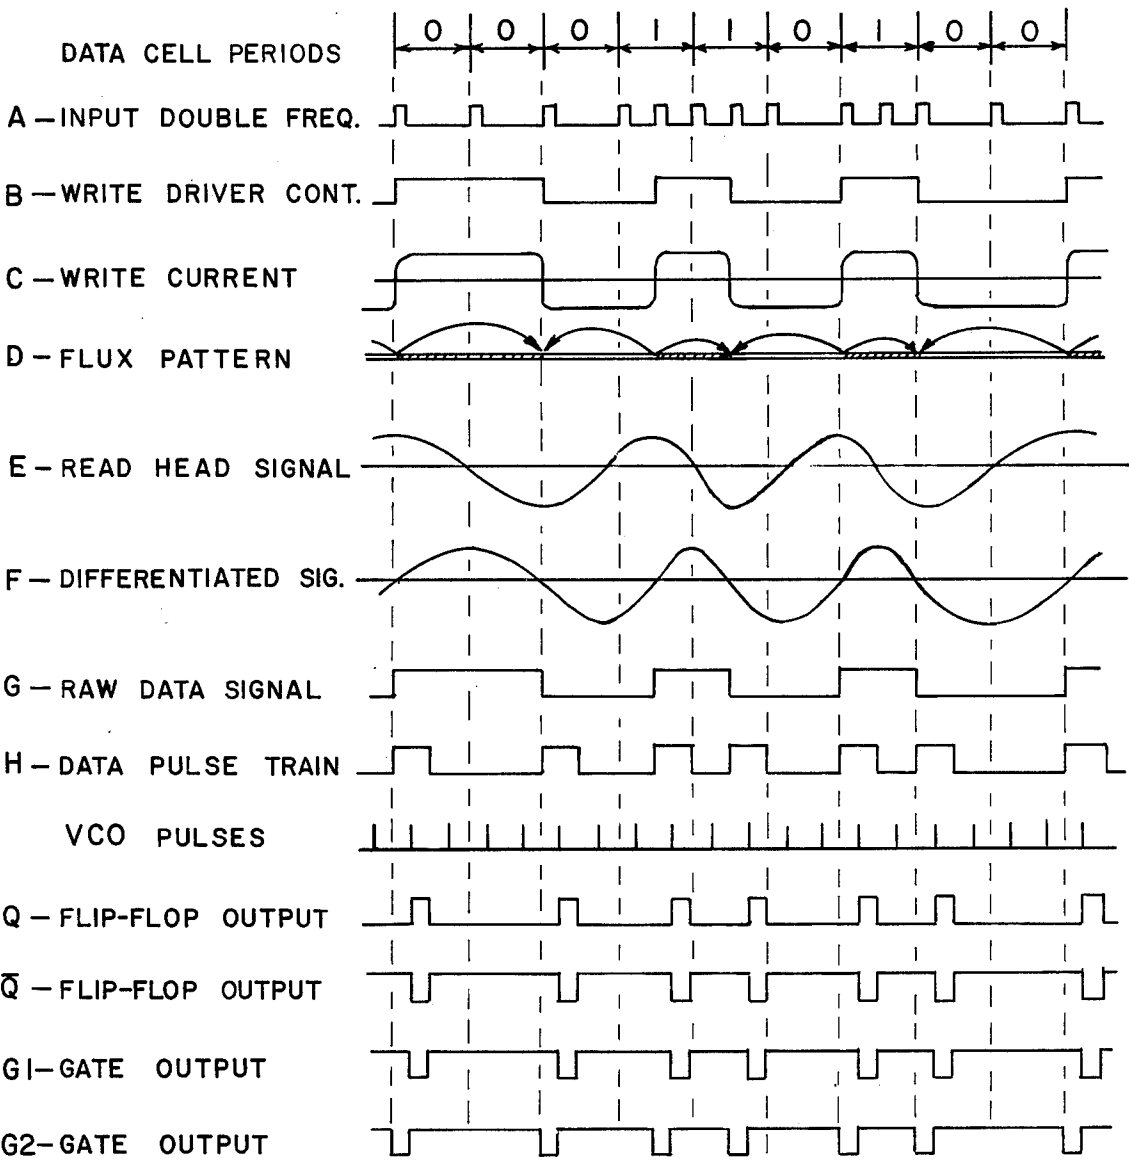 0 0 0 1 1 0 1 0 0
DATA CELL PERIODS
A — INPUT DOUBLE FREQ.
B — WRITE DRIVER CONT.
C — WRITE CURRENT
D — FLUX PATTERN
E — READ HEAD SIGNAL
F — DIFFERENTIATED SIG.
G — RAW DATA SIGNAL
H — DATA PULSE TRAIN
VCO PULSES
Q — FLIP-FLOP OUTPUT
Q̅ — FLIP-FLOP OUTPUT
G1— GATE OUTPUT
G2— GATE OUTPUT